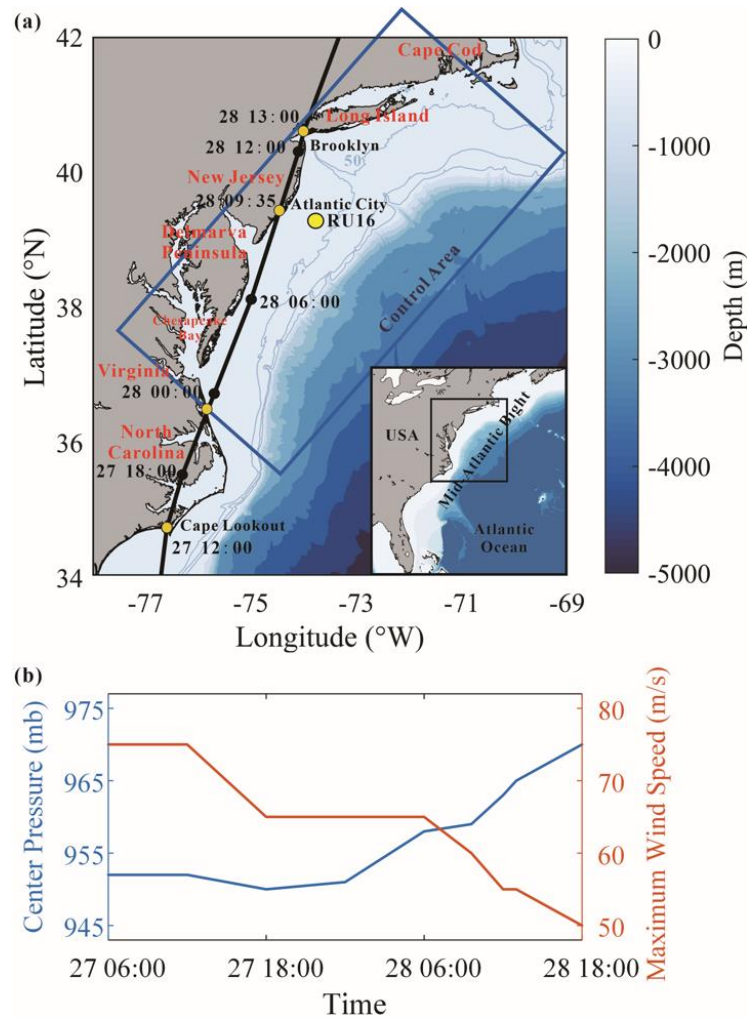 (a)
42
40
38
36
34
Latitude (°N)
Cape Cod
28 13:00
Long Island
28 12:00
Brooklyn
50
New Jersey
28 09:35
Atlantic City
RU16
Delmarva
Peninsula
28 06:00
Control Area
Chesapeake
Bay
Virginia
28 00:00
North
Carolina
27 18:00
Cape Lookout
27 12:00
USA
Mid-Atlantic Bight
Atlantic
Ocean
-77
-75
-73
-71
-69
Longitude (°W)
0
-1000
-2000
-3000
-4000
-5000
Depth (m)
(b)
975
965
955
945
Center Pressure (mb)
80
70
60
50
Maximum Wind Speed (m/s)
27 06:00
27 18:00
28 06:00
28 18:00
Time